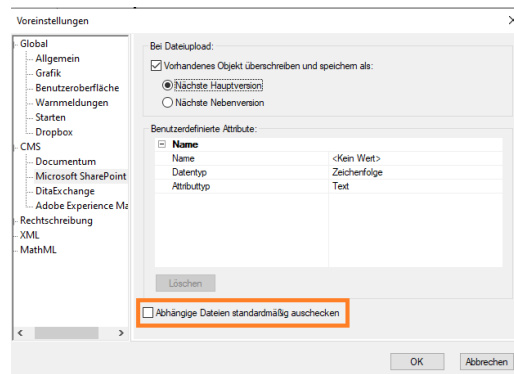 Voreinstellungen
Global
Allgemein
Grafik
Benutzeroberfläche
Warnmeldungen
Starten
Dropbox
CMS
Documentum
Microsoft SharePoint
DitaExchange
Adobe Experience Ma
Rechtschreibung
XML
MathML
Bei Dateiupload:
Vorhandenes Objekt überschreiben und speichern als:
Nächste Hauptversion
Nächste Nebenversion
Benutzerdefinierte Attribute:
Name
Name <Kein Wert>
Datentyp Zeichenfolge
Attributtyp Text
Löschen
Abhängige Dateien standardmäßig auschecken
OK Abbrechen